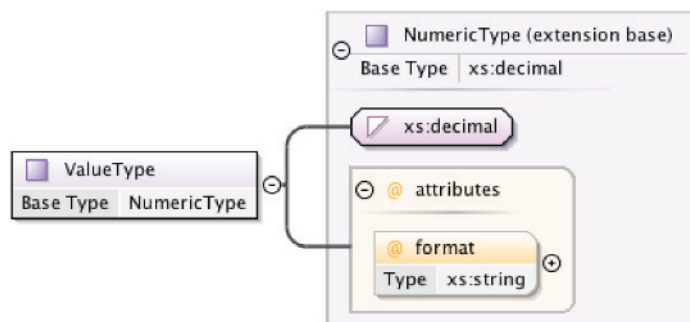 NumericType (extension base)
Base Type xs:decimal
xs:decimal
ValueType
Base Type NumericType
@ attributes
@ format
Type xs:string